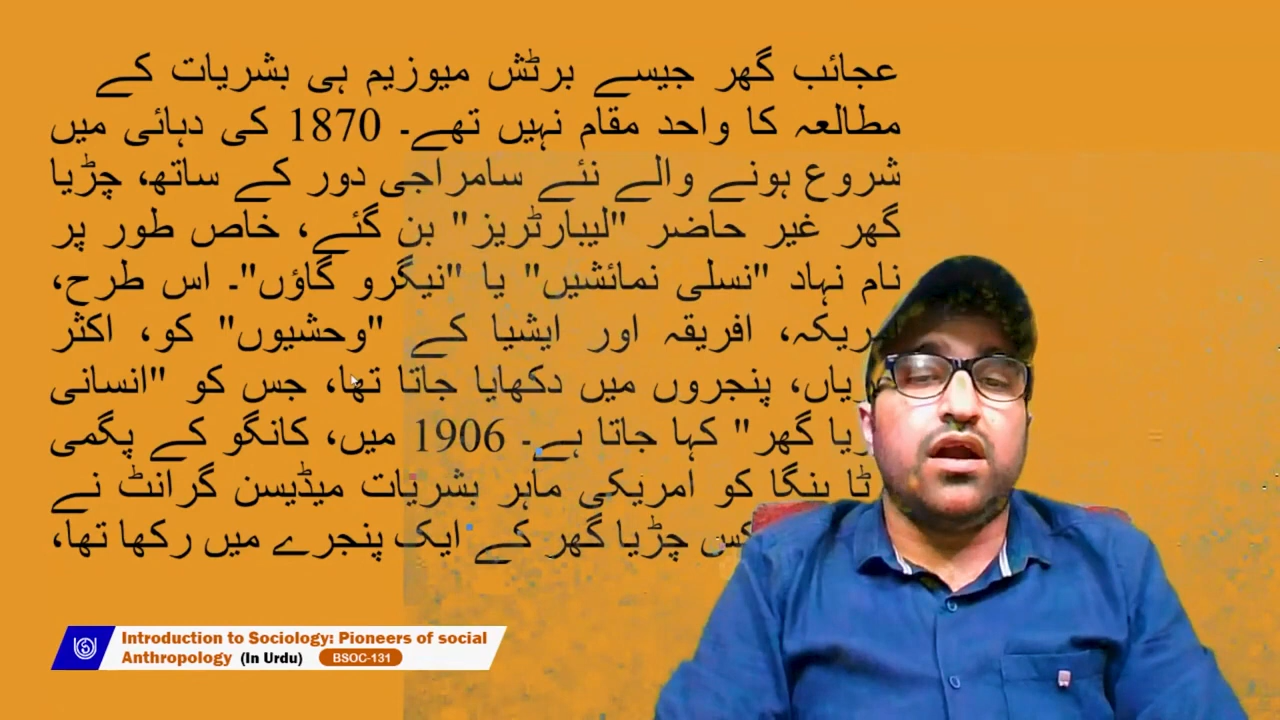 عجائب گھر جیسے برٹش میوزیم ہی بشریات کے
مطالعہ کا واحد مقام نہیں تھے۔ 1870 کی دہائی میں
شروع ہونے والے نئے سامراجی دور کے ساتھ، چڑیا
گھر غیر حاضر "لیبارٹریز" بن گئے، خاص طور پر
نام نہاد "نسلی نمائشیں" یا "نیگرو گاؤں"۔ اس طرح،
افریقہ اور ایشیا کے "وحشیوں" کو، اکثر
پنجروں میں دکھایا جاتا تھا، جس کو "انسانی
گھر" کہا جاتا ہے۔ 1906 میں، کانگو کے پگمی
ٹا بنگا کو امریکی ماہر بشریات میڈیسن گرانٹ نے
چڑیا گھر کے ایک پنجرے میں رکھا تھا،
Introduction to Sociology: Pioneers of social
Anthropology (In Urdu) BSOC-131